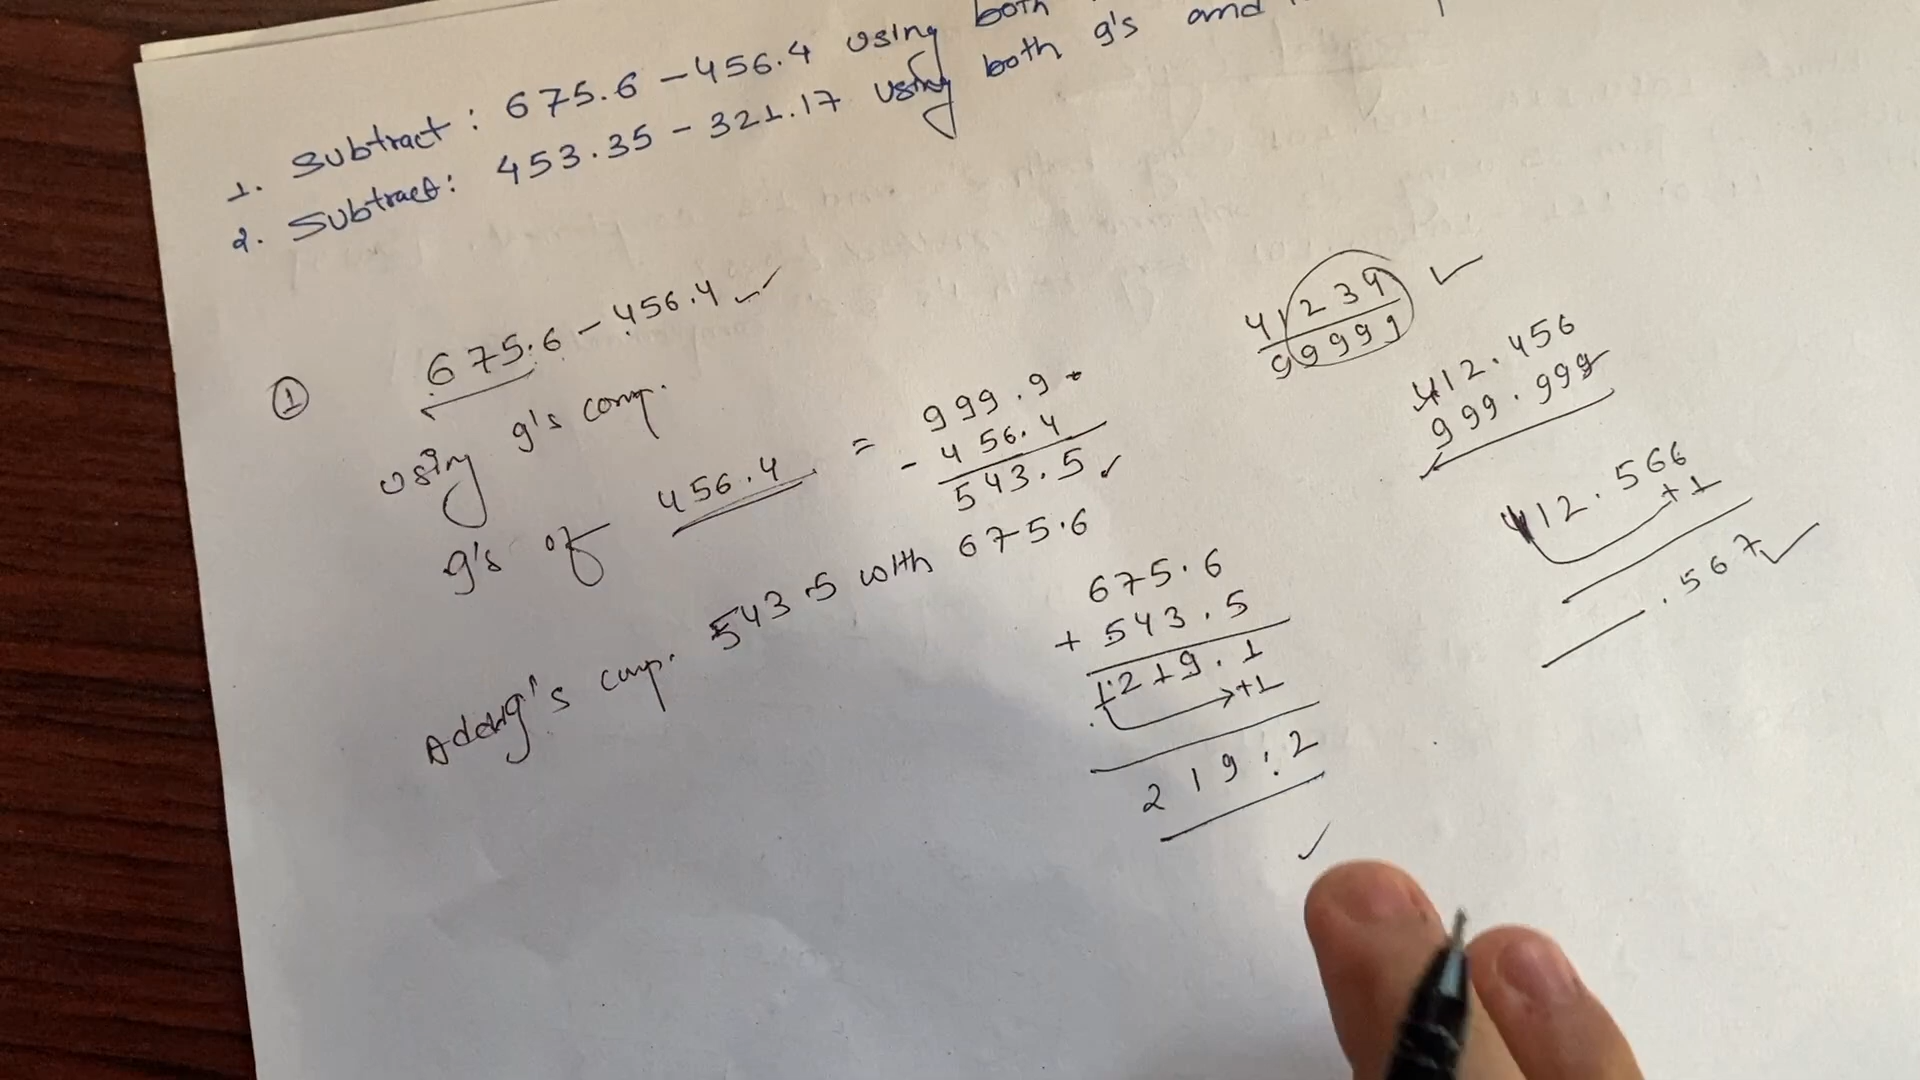 1. Subtract: 675.6 - 456.4 using both
2. Subtract: 453.35 - 321.17 using both 9's and
1
675.6 - 456.4
using 9's comp.
9's of 456.4 = 999.9
- 456.4
543.5
Adding 9's comp. 543.5 with 675.6
675.6
+ 543.5
1219.1
+1
219.2
41239
99999
412.456
999.999
412.566
+1
.567